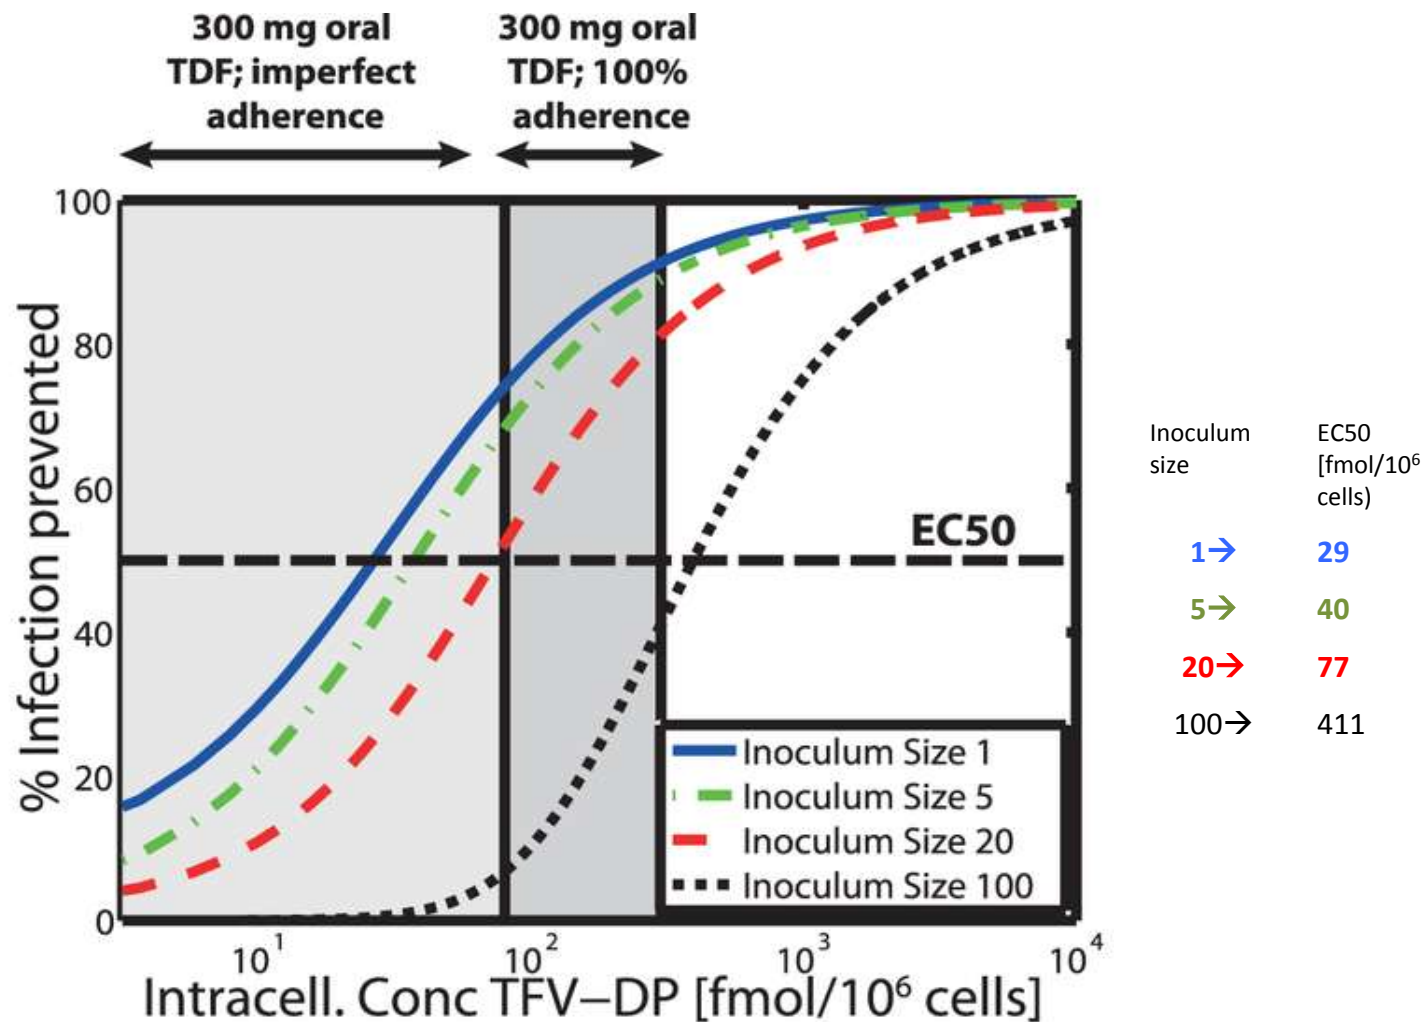 300 mg oral
TDF; imperfect
adherence
300 mg oral
TDF; 100%
adherence
100
80
60
40
20
0
% Infection prevented
EC50
Inoculum Size 1
Inoculum Size 5
Inoculum Size 20
Inoculum Size 100
10¹
10²
10³
10⁴
Intracell. Conc TFV–DP [fmol/10⁶ cells]
Inoculum
size
EC50
[fmol/10⁶
cells)
1→ 29
5→ 40
20→ 77
100→ 411